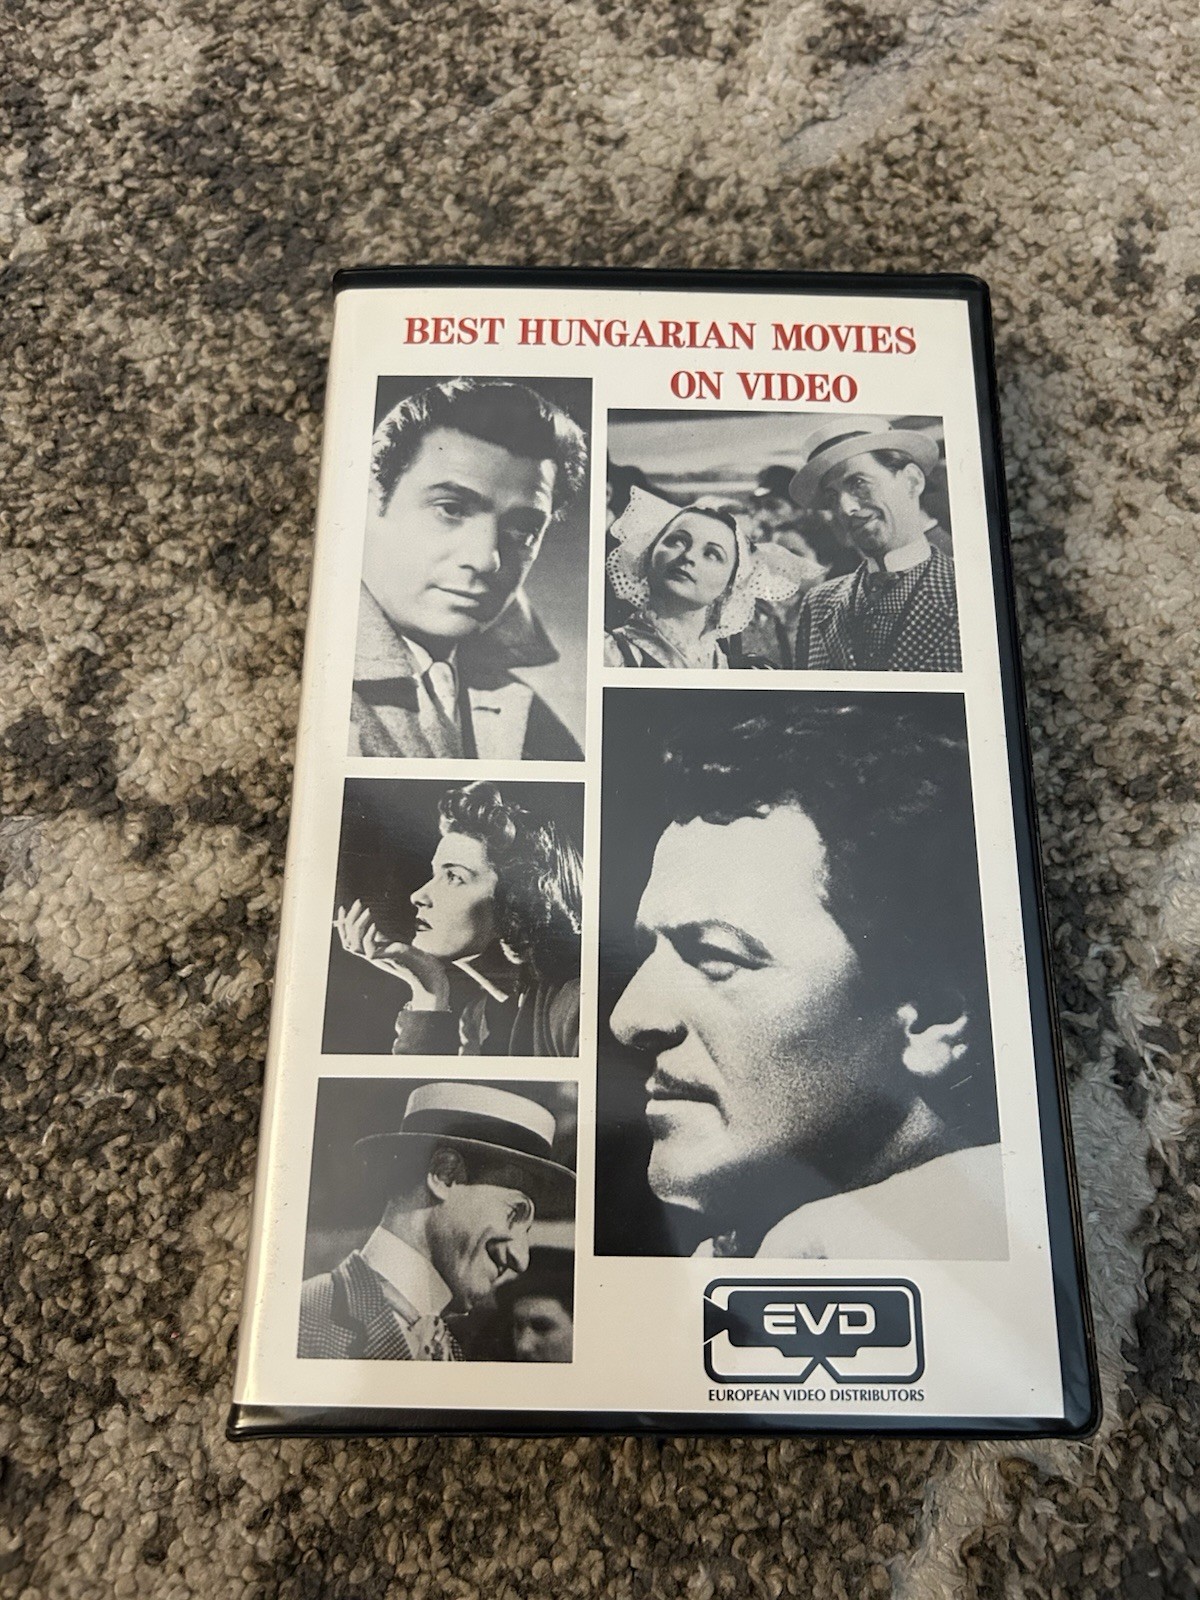 BEST HUNGARIAN MOVIES
ON VIDEO
EVD
EUROPEAN VIDEO DISTRIBUTORS